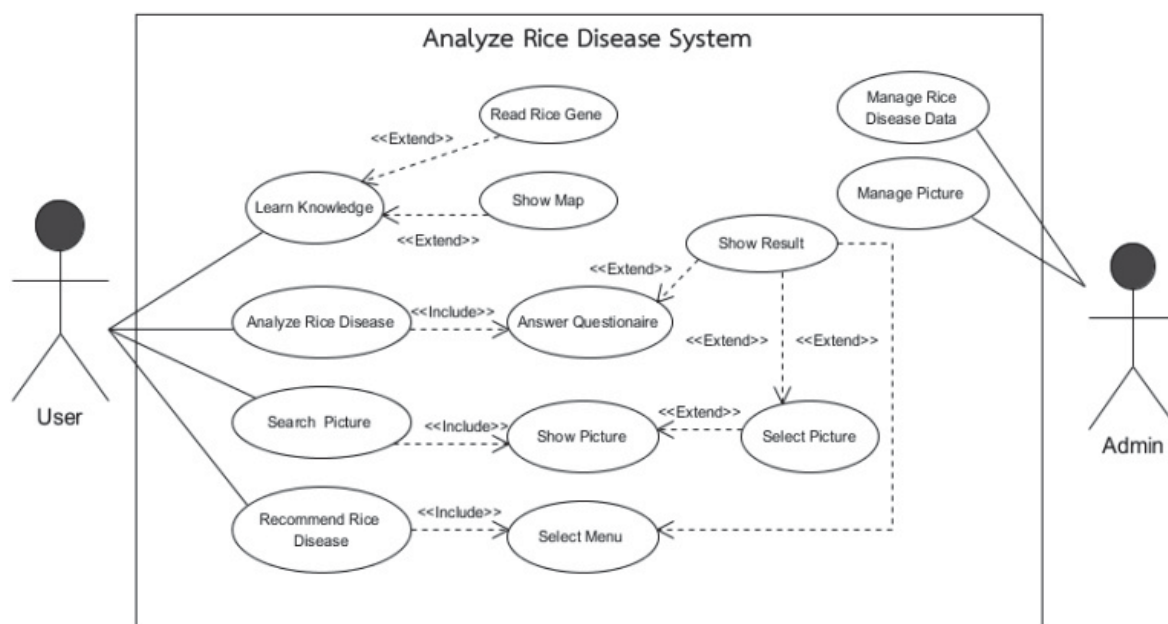 Analyze Rice Disease System
Read Rice Gene
Manage Rice
Disease Data
<<Extend>>
Learn Knowledge
Show Map
Manage Picture
<<Extend>>
Show Result
<<Extend>>
Analyze Rice Disease
<<Include>>
Answer Questionaire
<<Extend>>
<<Extend>>
User
Search Picture
<<Include>>
Show Picture
<<Extend>>
Select Picture
Admin
Recommend Rice
Disease
<<Include>>
Select Menu